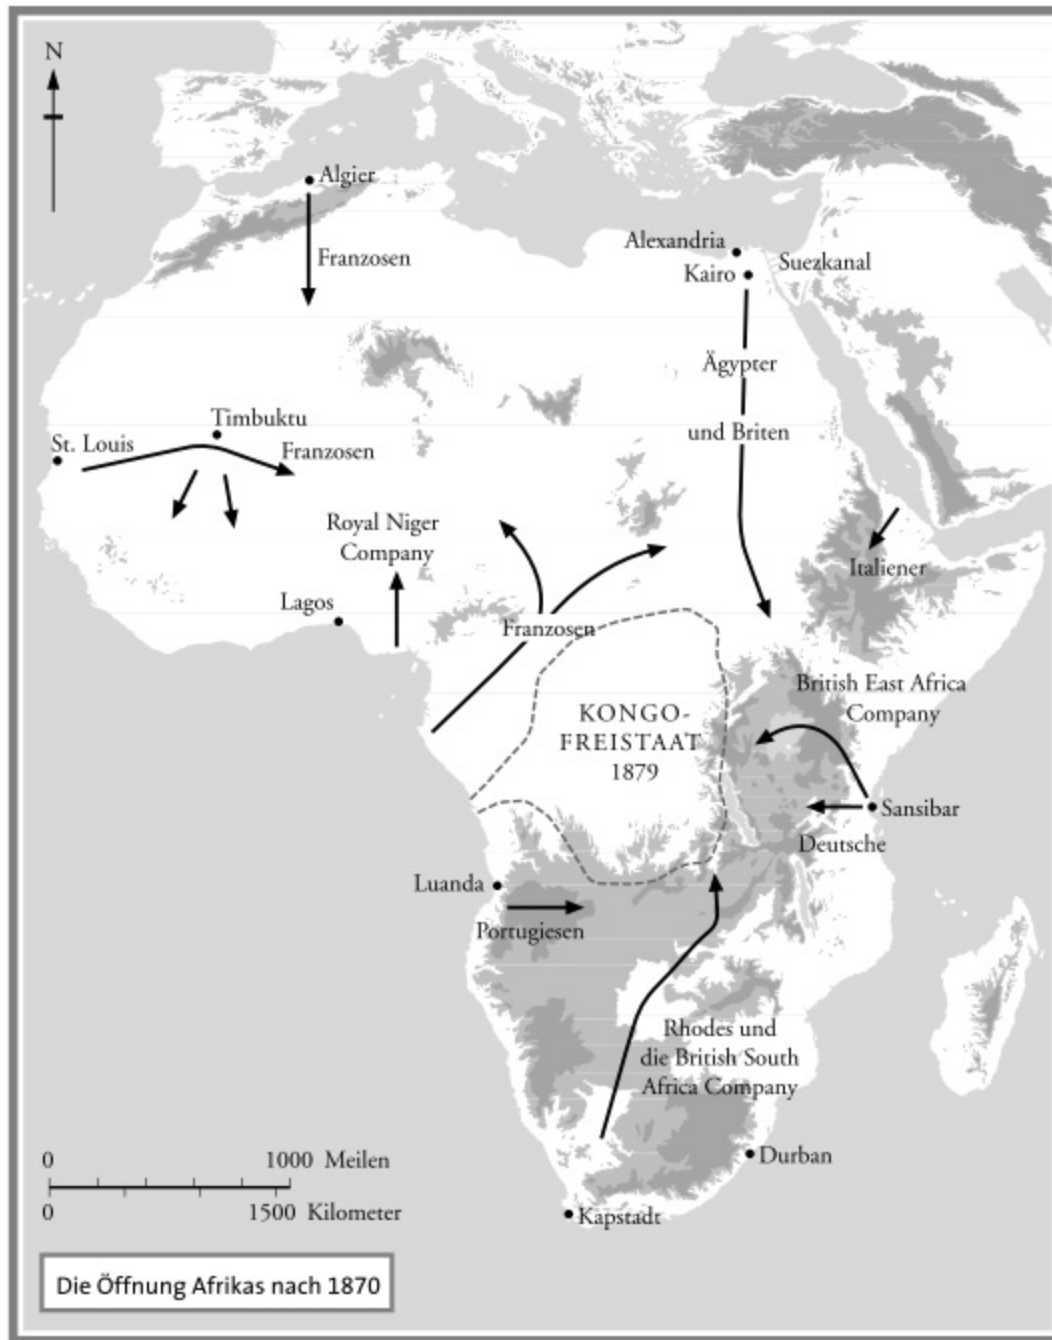 N
Algier
Franzosen
Alexandria
Kairo
Suezkanal
Ägypter
und Briten
Timbuktu
St. Louis
Franzosen
Royal Niger
Company
Lagos
Italiener
Franzosen
British East Africa
Company
KONGO-
FREISTAAT
1879
Sansibar
Deutsche
Luanda
Portugiesen
Rhodes und
die British South
Africa Company
Durban
Kapstadt
0 1000 Meilen
0 1500 Kilometer
Die Öffnung Afrikas nach 1870